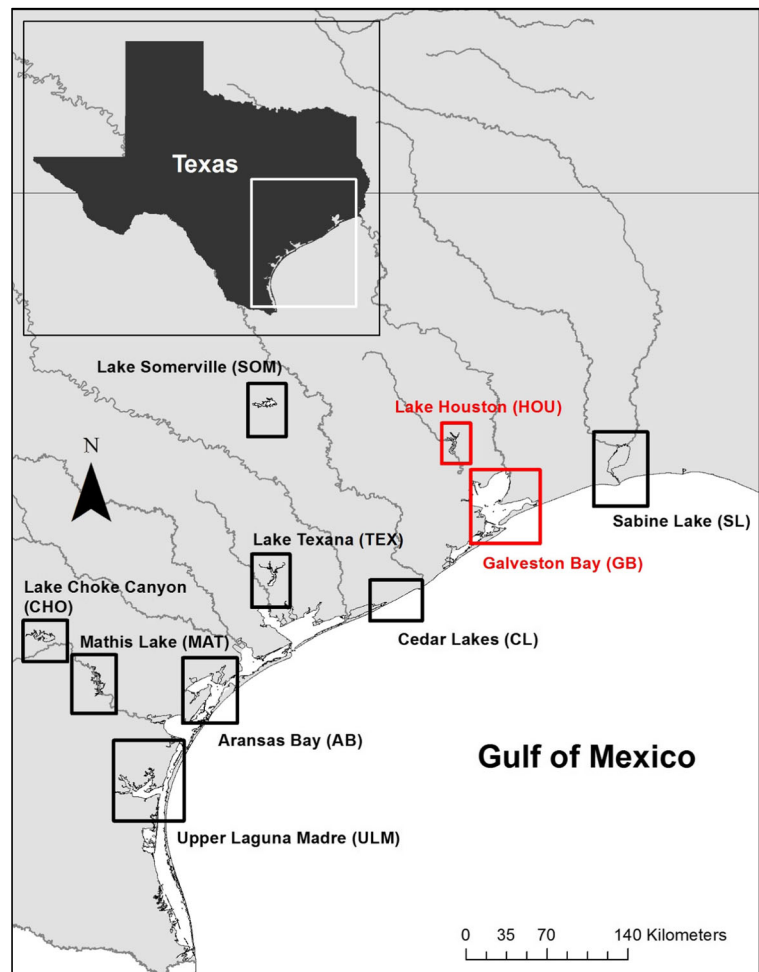 Texas
Lake Somerville (SOM)
Lake Houston (HOU)
N
Sabine Lake (SL)
Lake Texana (TEX)
Galveston Bay (GB)
Lake Choke Canyon
(CHO)
Mathis Lake (MAT)
Cedar Lakes (CL)
Aransas Bay (AB)
Gulf of Mexico
Upper Laguna Madre (ULM)
0 35 70 140 Kilometers